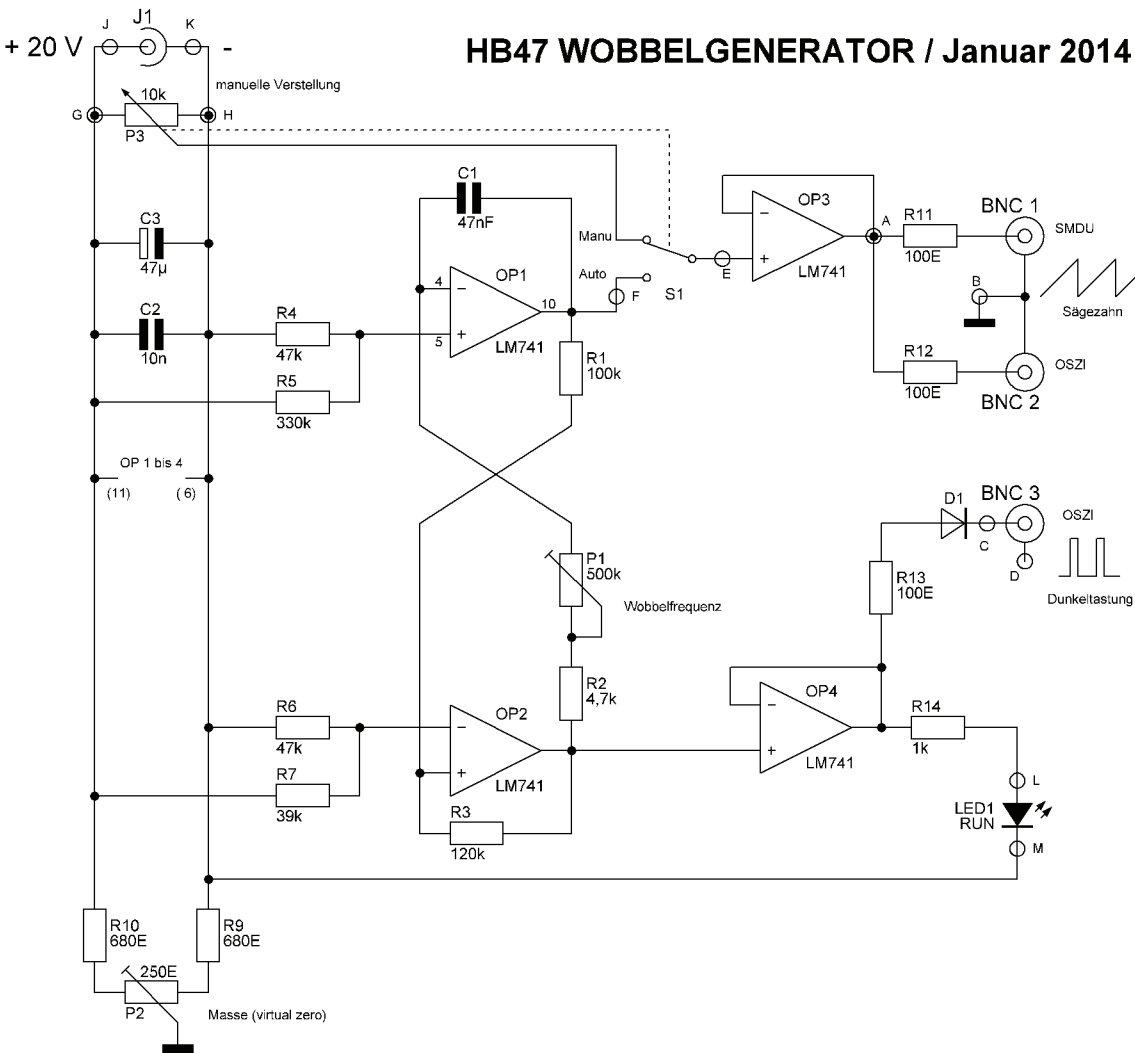 J
J1
K
+ 20 V
-
HB47 WOBBELGENERATOR / Januar 2014
manuelle Verstellung
G
10k
H
P3
C1
47nF
OP3
−
+
LM741
A
R11
100E
BNC 1
SMDU
C3
47µ
Manu
Auto
E
F
S1
B
Sägezahn
OP1
4
−
5
+
10
LM741
C2
10n
R4
47k
R5
330k
R1
100k
R12
100E
OSZI
BNC 2
OP 1 bis 4
(11)
( 6)
D1
BNC 3
OSZI
C
D
Dunkeltastung
P1
500k
Wobbelfrequenz
R13
100E
R2
4,7k
R6
47k
OP2
−
+
LM741
OP4
−
+
LM741
R14
1k
R7
39k
R3
120k
L
LED1
RUN
M
R10
680E
R9
680E
250E
P2
Masse (virtual zero)